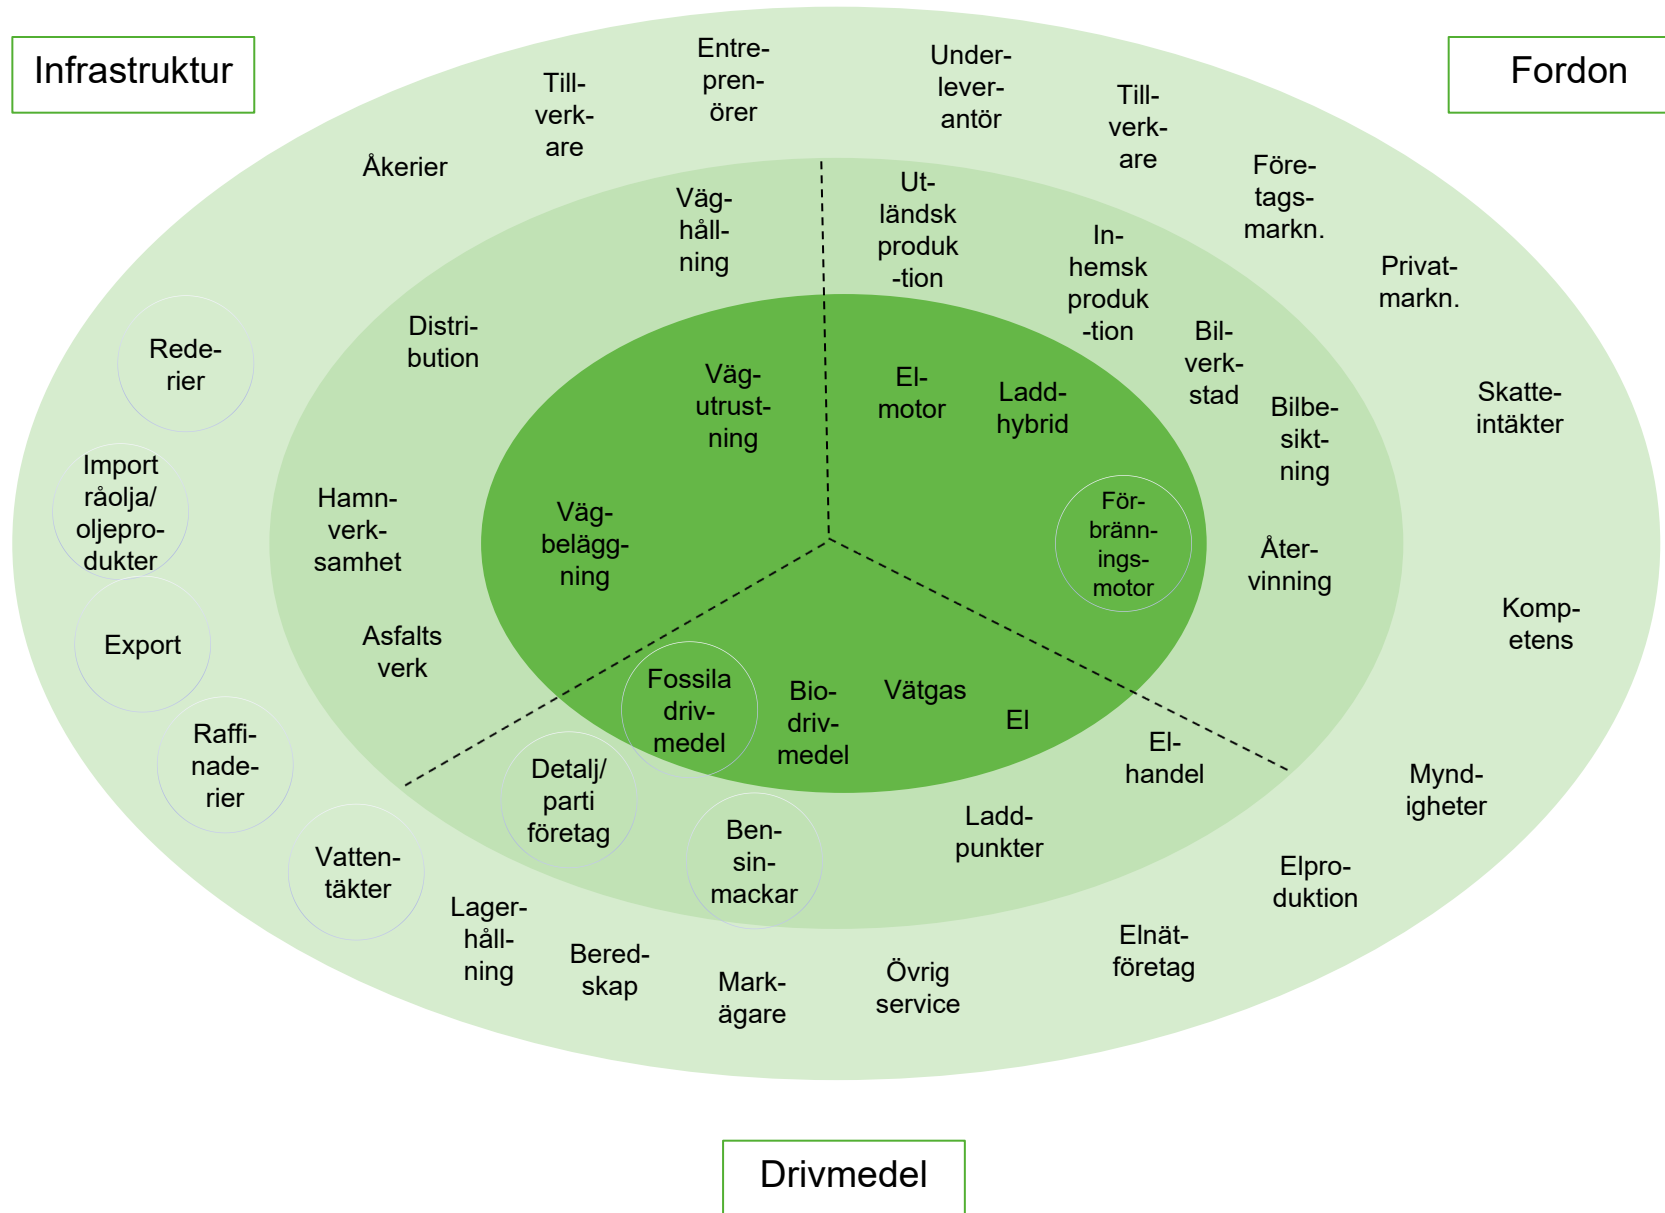 Infrastruktur
Fordon
Entre-
pren-
örer
Under-
lever-
antör
Till-
verk-
are
Till-
verk-
are
Åkerier
Före-
tags-
markn.
Privat-
markn.
Skatte-
intäkter
Komp-
etens
Mynd-
igheter
Elpro-
duktion
Elnät-
företag
Övrig
service
Mark-
ägare
Bered-
skap
Lager-
håll-
ning
Vatten-
täkter
Raffi-
nade-
rier
Export
Import
råolja/
oljepro-
dukter
Rede-
rier
Väg-
håll-
ning
Distri-
bution
Hamn-
verk-
samhet
Asfalts
verk
Ut-
ländsk
produk
-tion
In-
hemsk
produk
-tion
Bil-
verk-
stad
Bilbe-
sikt-
ning
Åter-
vinning
El-
handel
Ladd-
punkter
Ben-
sin-
mackar
Detalj/
parti
företag
Väg-
utrust-
ning
Väg-
belägg-
ning
El-
motor
Ladd-
hybrid
För-
bränn-
ings-
motor
Fossila
driv-
medel
Bio-
driv-
medel
Vätgas
El
Drivmedel